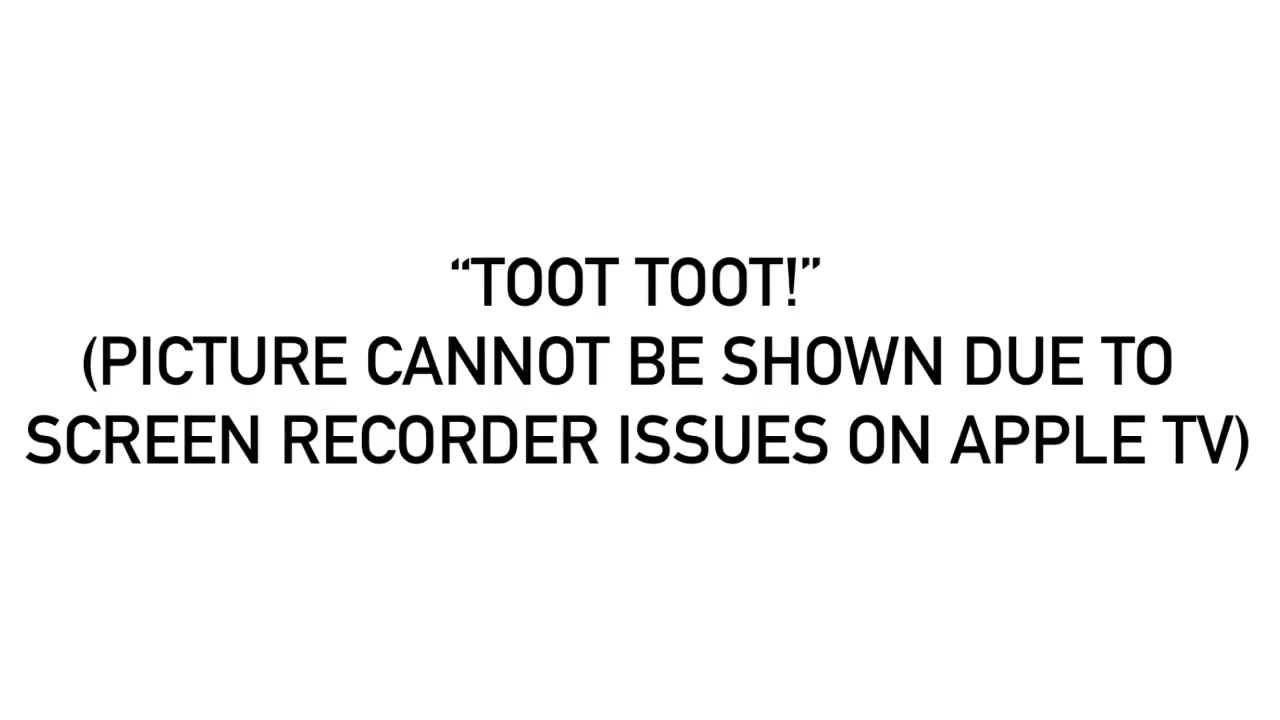 “TOOT TOOT!”
(PICTURE CANNOT BE SHOWN DUE TO
SCREEN RECORDER ISSUES ON APPLE TV)